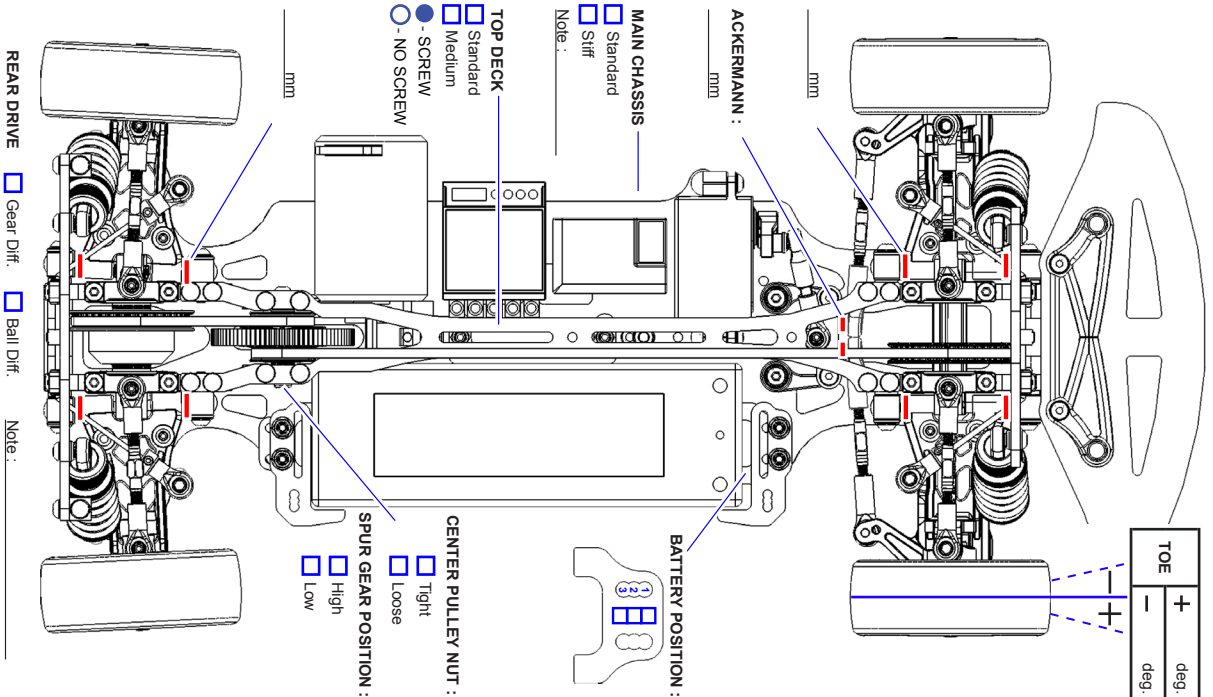 TOE
+ deg.
− deg.
− +
mm
ACKERMANN :
mm
MAIN CHASSIS
Standard
Stiff
Note :
TOP DECK
Standard
Medium
- SCREW
- NO SCREW
mm
BATTERY POSITION :
1
2
3
CENTER PULLEY NUT :
Tight
Loose
SPUR GEAR POSITION :
High
Low
REAR DRIVE Gear Diff. Ball Diff. Note :